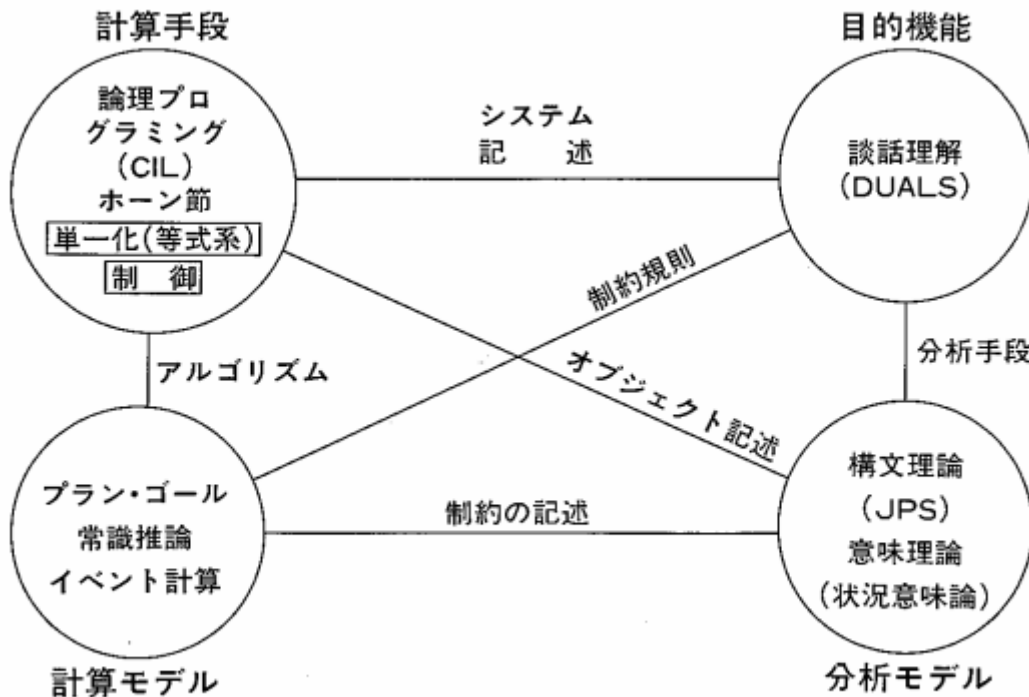 計算手段
目的機能
論理プロ
グラミング
(CIL)
ホーン節
単一化(等式系)
制 御
システム
記 述
談話理解
(DUALS)
制約規則
オブジェクト記述
アルゴリズム
分析手段
プラン・ゴール
常識推論
イベント計算
制約の記述
構文理論
(JPS)
意味理論
(状況意味論)
計算モデル
分析モデル